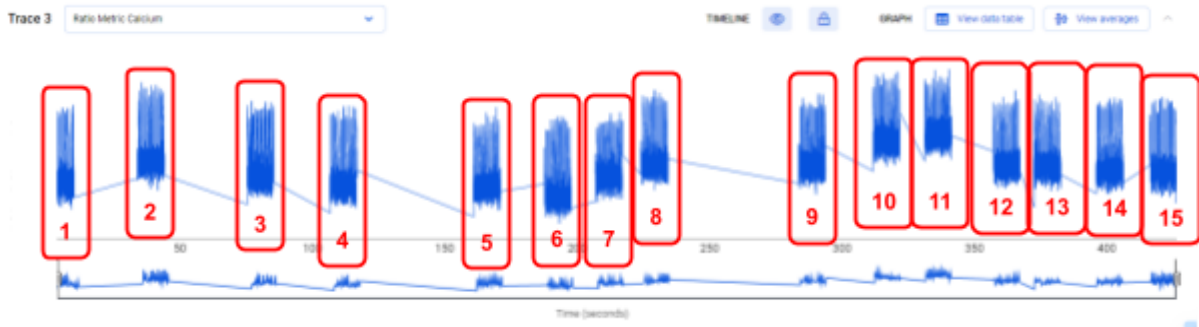 Trace 3 Ratio Metric Calcium TIMELINE GRAPH View data table View averages
1 2 3 4 5 6 7 8 9 10 11 12 13 14 15
50 100 150 200 250 300 350 400
Time (seconds)